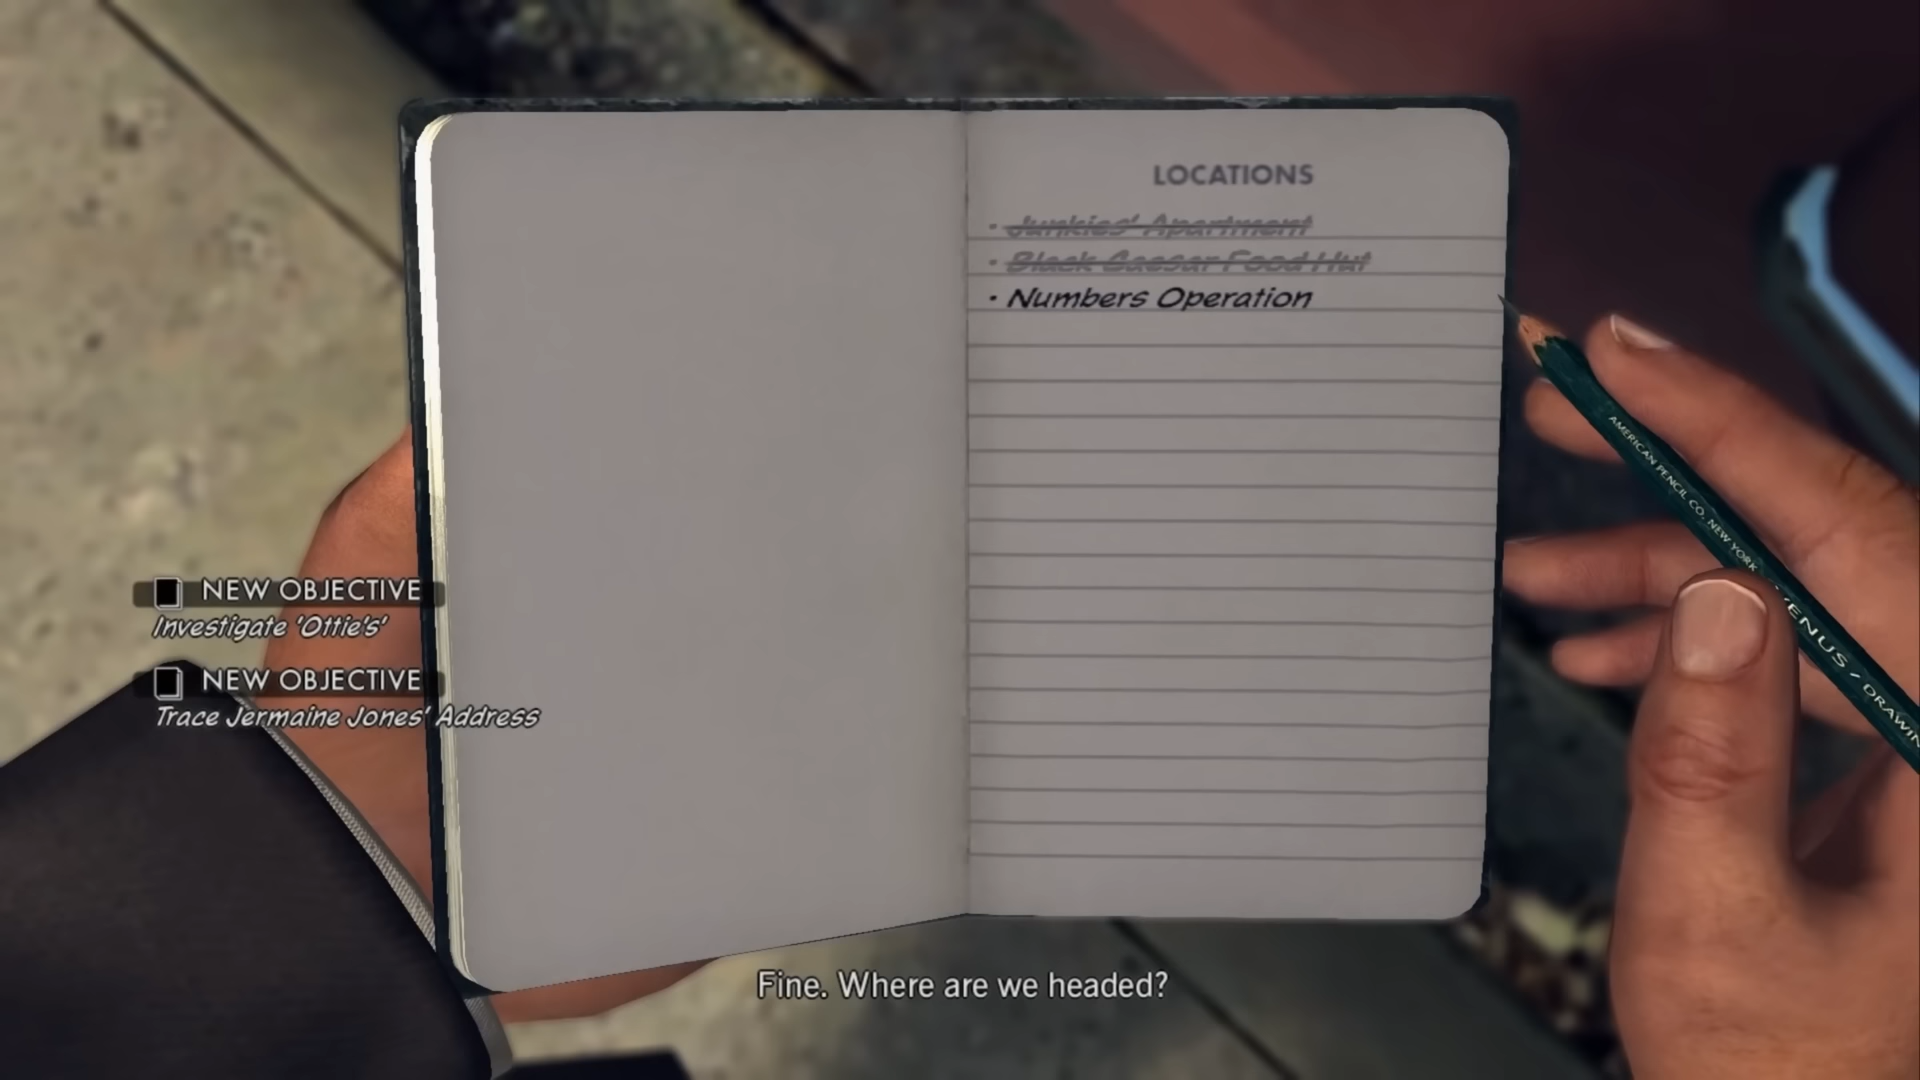 LOCATIONS
· Junkies' Apartment
· Black Caesar Food Hut
· Numbers Operation
AMERICAN PENCIL CO. NEW YORK
VENUS / DRAWIN
NEW OBJECTIVE
Investigate 'Ottie's'
NEW OBJECTIVE
Trace Jermaine Jones' Address
Fine. Where are we headed?